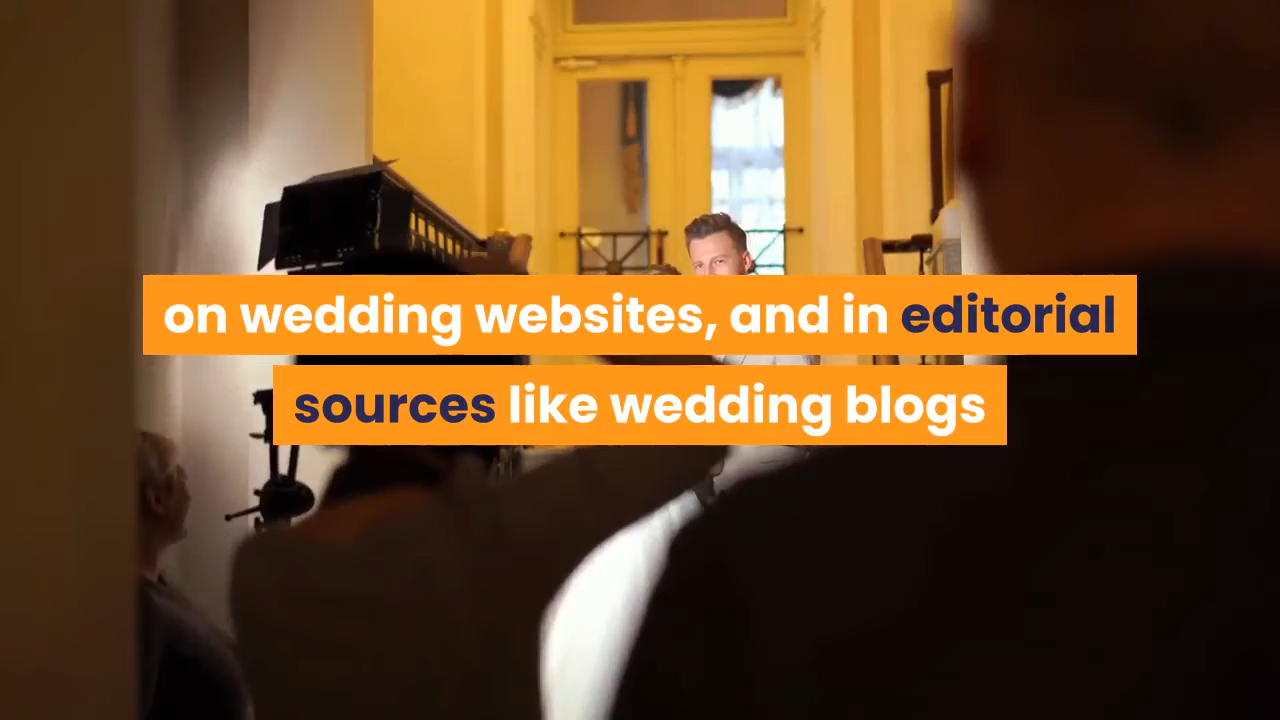 on wedding websites, and in editorial
sources like wedding blogs